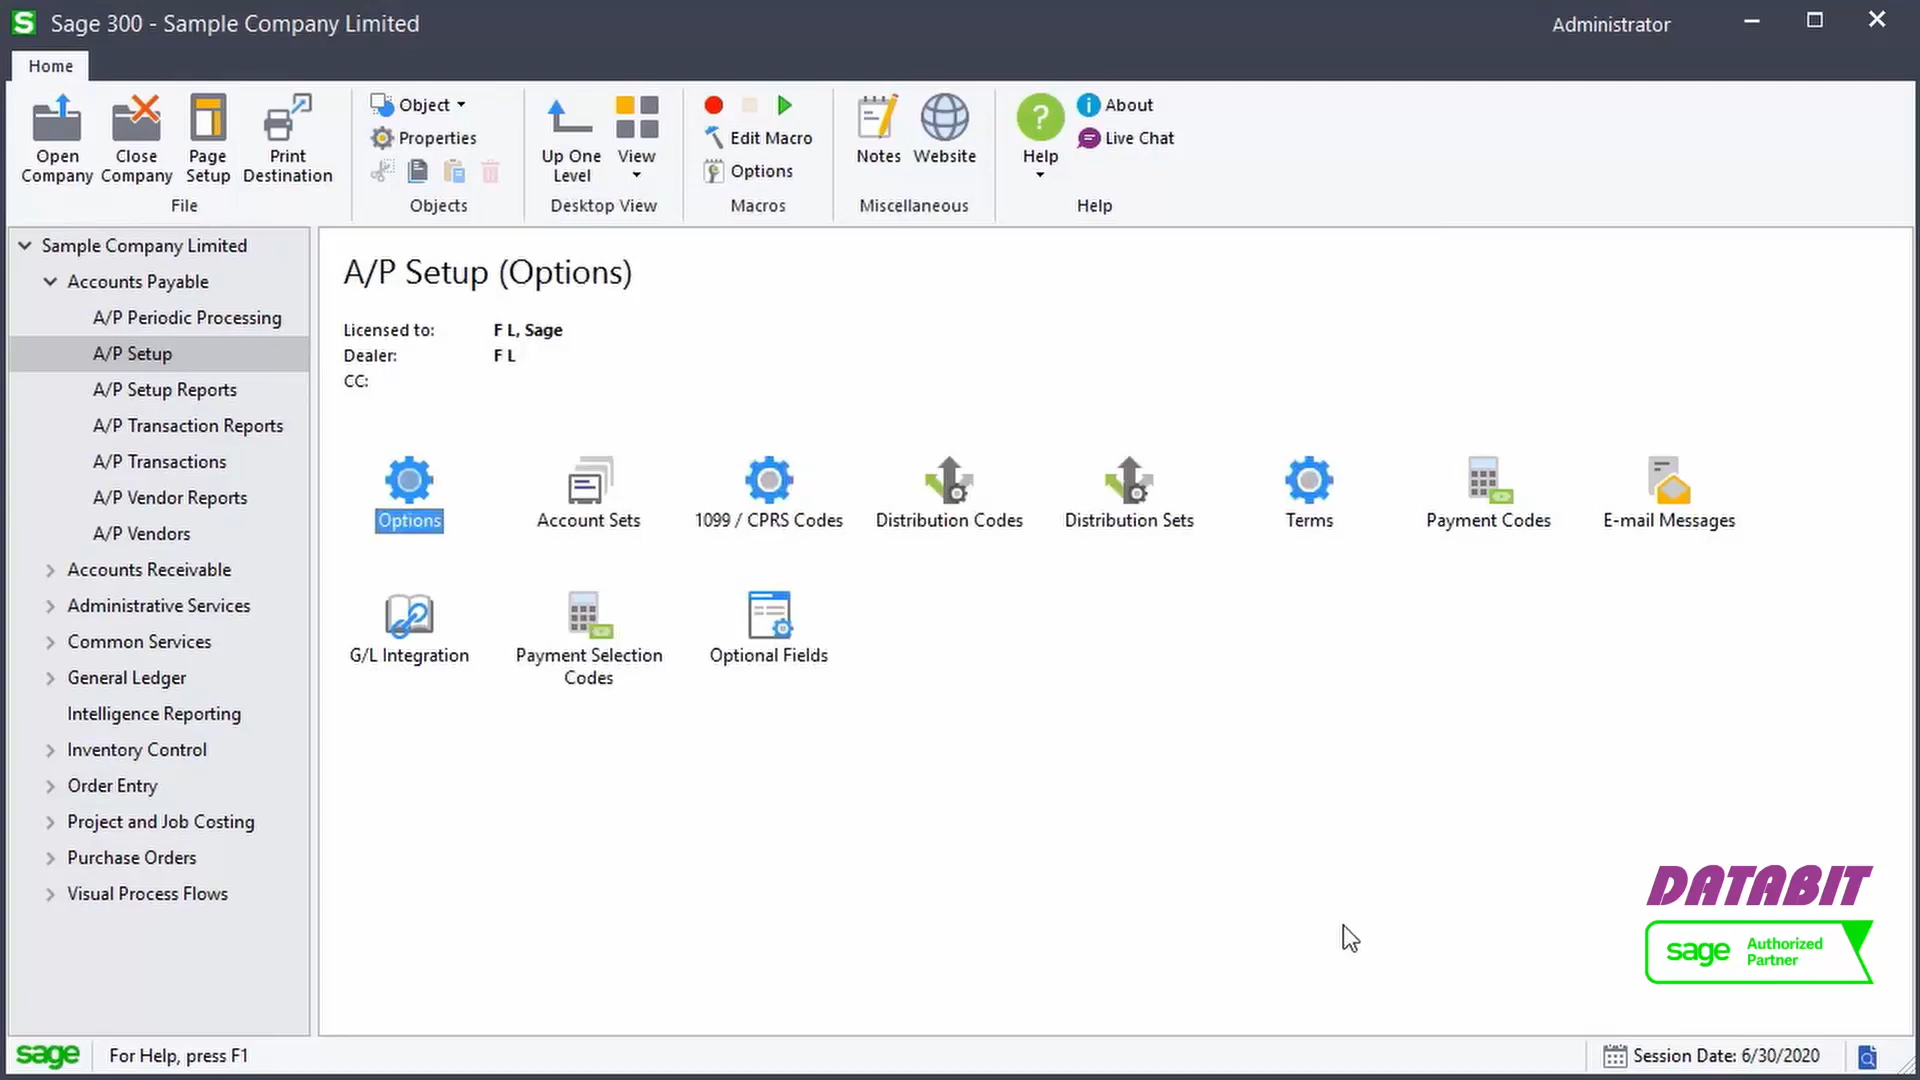 Sage 300 - Sample Company Limited
Administrator
Home
Open Company
Close Company
Page Setup
Print Destination
File
Object
Properties
Objects
Up One Level
View
Desktop View
Edit Macro
Options
Macros
Notes
Website
Miscellaneous
Help
About
Live Chat
Help
Sample Company Limited
Accounts Payable
A/P Periodic Processing
A/P Setup
A/P Setup Reports
A/P Transaction Reports
A/P Transactions
A/P Vendor Reports
A/P Vendors
Accounts Receivable
Administrative Services
Common Services
General Ledger
Intelligence Reporting
Inventory Control
Order Entry
Project and Job Costing
Purchase Orders
Visual Process Flows
A/P Setup (Options)
Licensed to: F L, Sage
Dealer: F L
CC:
Options
Account Sets
1099 / CPRS Codes
Distribution Codes
Distribution Sets
Terms
Payment Codes
E-mail Messages
G/L Integration
Payment Selection
Codes
Optional Fields
DATABIT
sage Authorized
Partner
sage
For Help, press F1
Session Date: 6/30/2020